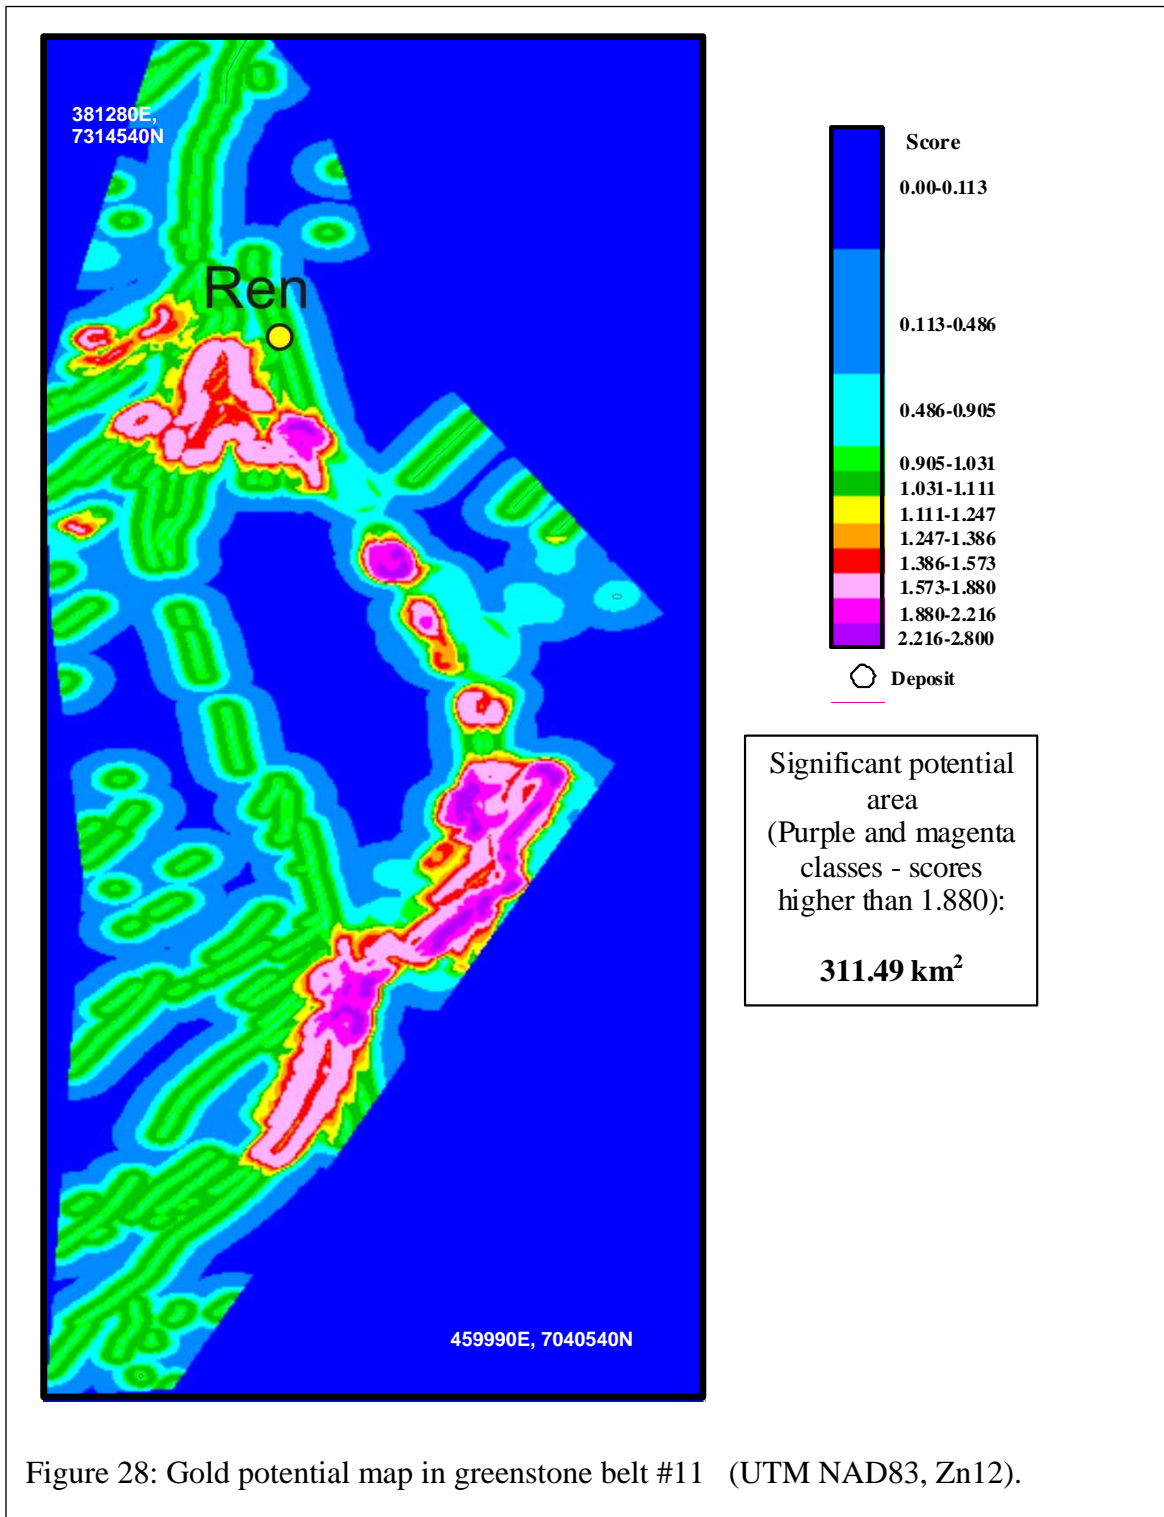 381280E,
7314540N
Ren
459990E, 7040540N
Score
0.00-0.113
0.113-0.486
0.486-0.905
0.905-1.031
1.031-1.111
1.111-1.247
1.247-1.386
1.386-1.573
1.573-1.880
1.880-2.216
2.216-2.800
Deposit
Significant potential
area
(Purple and magenta
classes - scores
higher than 1.880):
311.49 km²
Figure 28: Gold potential map in greenstone belt #11 (UTM NAD83, Zn12).